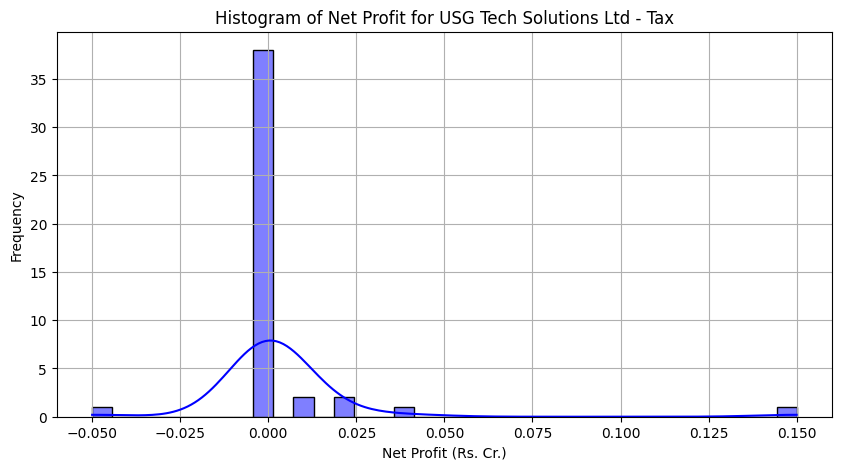 Histogram of Net Profit for USG Tech Solutions Ltd - Tax
35
30
25
20
15
10
5
0
Frequency
−0.050 −0.025 0.000 0.025 0.050 0.075 0.100 0.125 0.150
Net Profit (Rs. Cr.)